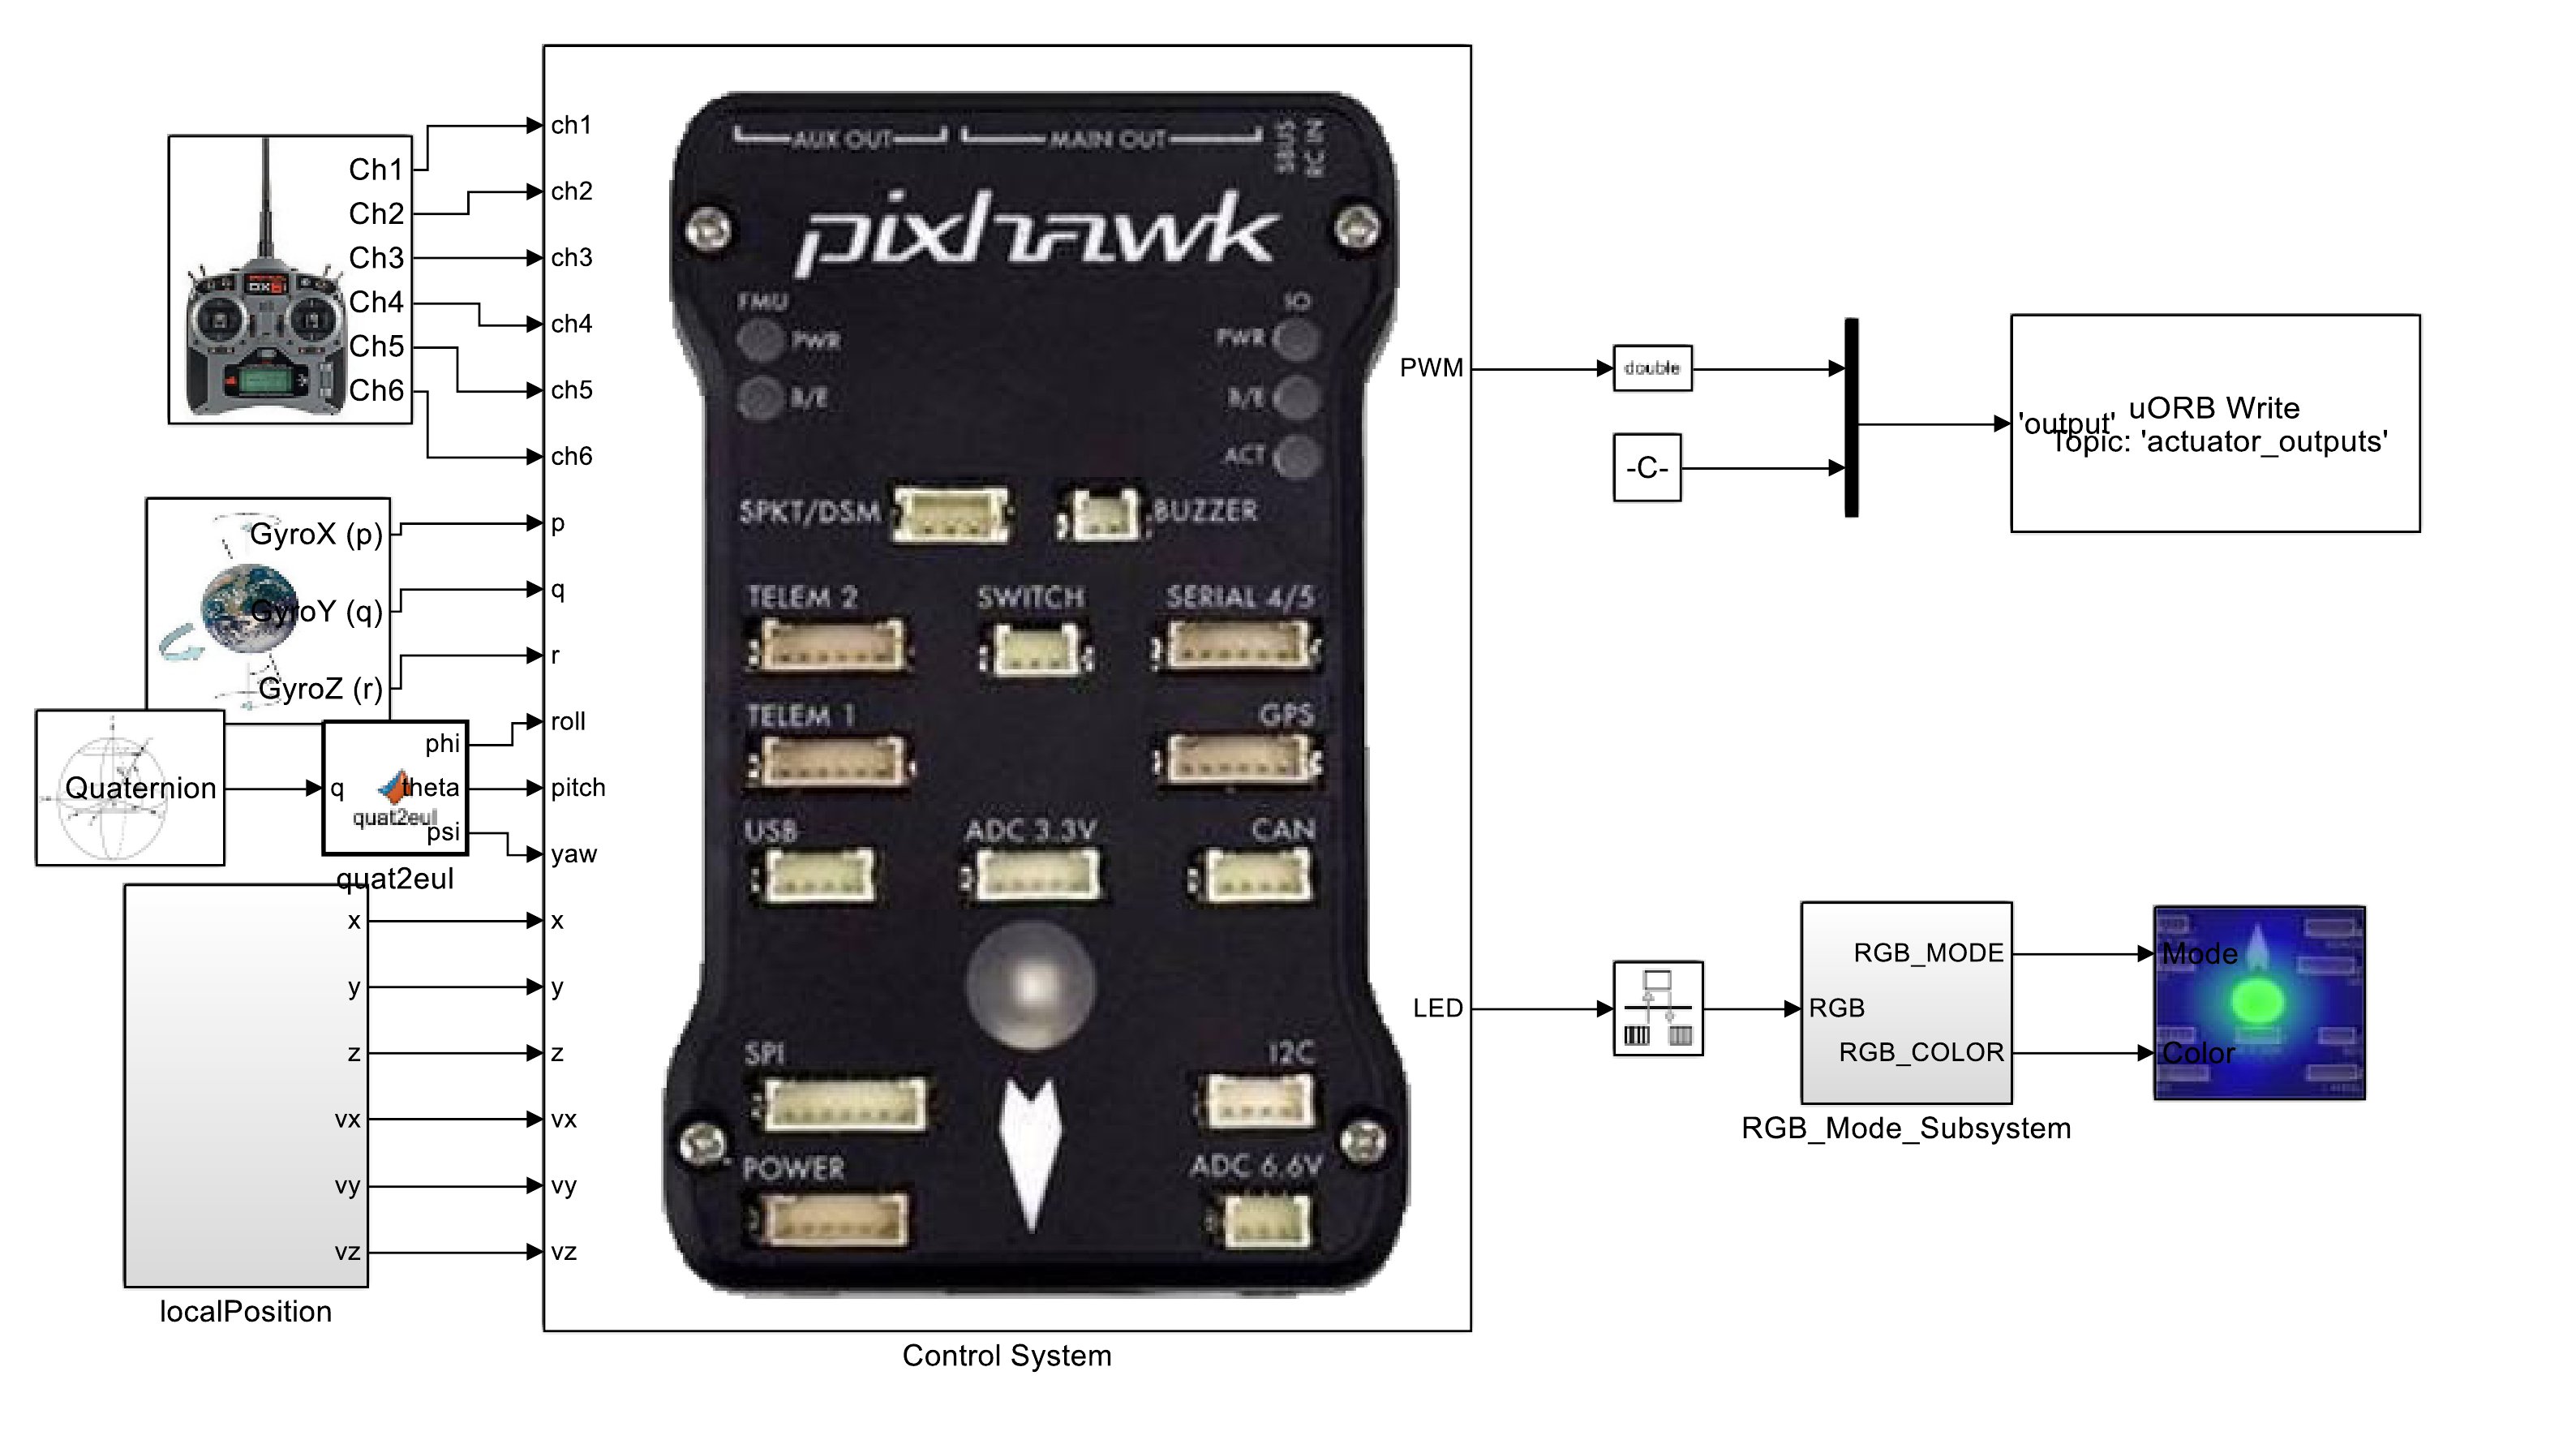 Ch1
Ch2
Ch3
Ch4
Ch5
Ch6
GyroX (p)
GyroY (q)
GyroZ (r)
Quaternion
q
phi
theta
psi
quat2eul
quat2eul
x
y
z
vx
vy
vz
localPosition
ch1
ch2
ch3
ch4
ch5
ch6
p
q
r
roll
pitch
yaw
x
y
z
vx
vy
vz
AUX OUT
MAIN OUT
SBUS
RC IN
pixhawk
FMU
PWR
B/E
IO
PWR
B/E
ACT
SPKT/DSM
BUZZER
TELEM 2
SWITCH
SERIAL 4/5
TELEM 1
GPS
USB
ADC 3.3V
CAN
SPI
I2C
POWER
ADC 6.6V
PWM
LED
Control System
double
-C-
'output'
uORB Write
Topic: 'actuator_outputs'
RGB
RGB_MODE
RGB_COLOR
RGB_Mode_Subsystem
Mode
Color